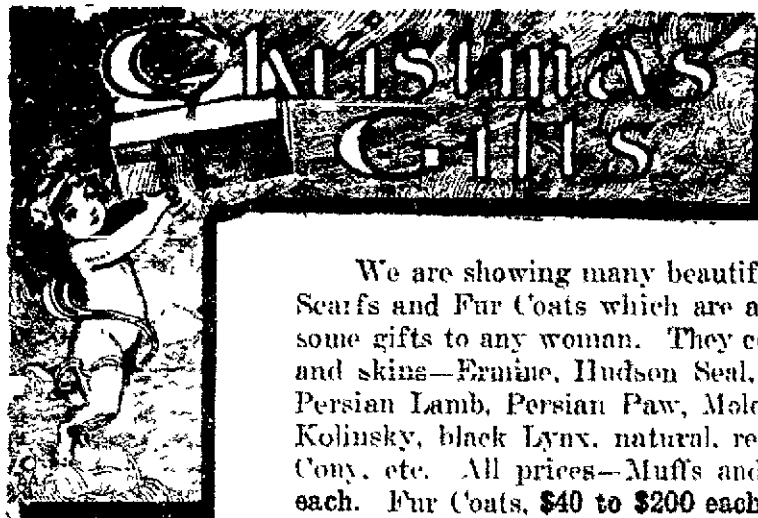 Christmas
Gifts
We are showing many beautif
Scarfs and Fur Coats which are a
some gifts to any woman. They c
and skins—Ermine, Hudson Seal,
Persian Lamb, Persian Paw, Mole
Kolinsky, black Lynx, natural, re
Cony, etc. All prices—Muffs and
each. Fur Coats, $40 to $200 each